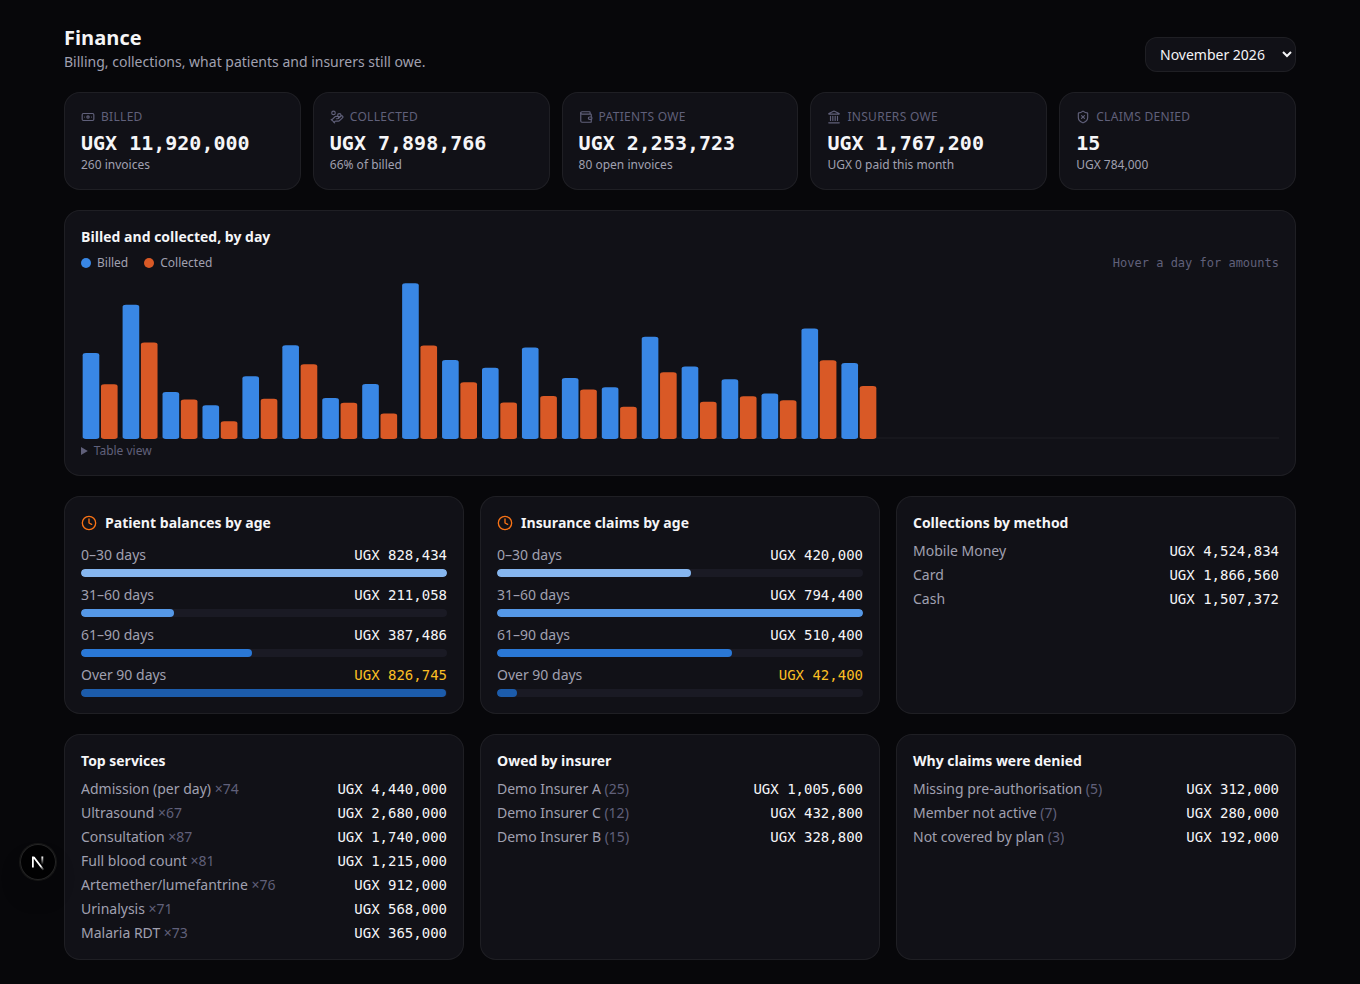 Finance
Billing, collections, what patients and insurers still owe.
November 2026
BILLED
UGX 11,920,000
260 invoices
COLLECTED
UGX 7,898,766
66% of billed
PATIENTS OWE
UGX 2,253,723
80 open invoices
INSURERS OWE
UGX 1,767,200
UGX 0 paid this month
CLAIMS DENIED
15
UGX 784,000
Billed and collected, by day
Billed
Collected
Hover a day for amounts
Table view
Patient balances by age
0–30 days UGX 828,434
31–60 days UGX 211,058
61–90 days UGX 387,486
Over 90 days UGX 826,745
Insurance claims by age
0–30 days UGX 420,000
31–60 days UGX 794,400
61–90 days UGX 510,400
Over 90 days UGX 42,400
Collections by method
Mobile Money UGX 4,524,834
Card UGX 1,866,560
Cash UGX 1,507,372
Top services
Admission (per day) ×74 UGX 4,440,000
Ultrasound ×67 UGX 2,680,000
Consultation ×87 UGX 1,740,000
Full blood count ×81 UGX 1,215,000
Artemether/lumefantrine ×76 UGX 912,000
Urinalysis ×71 UGX 568,000
Malaria RDT ×73 UGX 365,000
Owed by insurer
Demo Insurer A (25) UGX 1,005,600
Demo Insurer C (12) UGX 432,800
Demo Insurer B (15) UGX 328,800
Why claims were denied
Missing pre-authorisation (5) UGX 312,000
Member not active (7) UGX 280,000
Not covered by plan (3) UGX 192,000
N